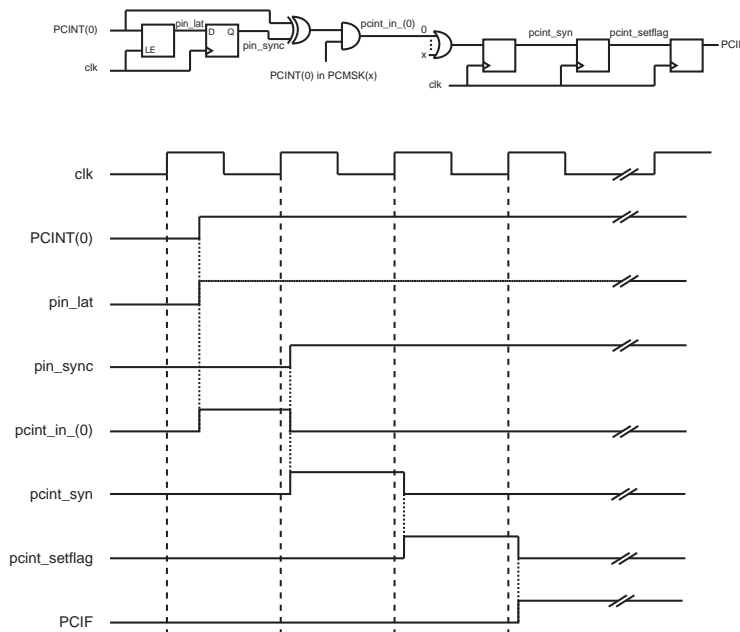 PCINT(0)
pin_lat
D Q
LE
pin_sync
clk
PCINT(0) in PCMSK(x)
pcint_in_(0)
0
x
clk
pcint_syn
pcint_setflag
PCIF
clk
PCINT(0)
pin_lat
pin_sync
pcint_in_(0)
pcint_syn
pcint_setflag
PCIF